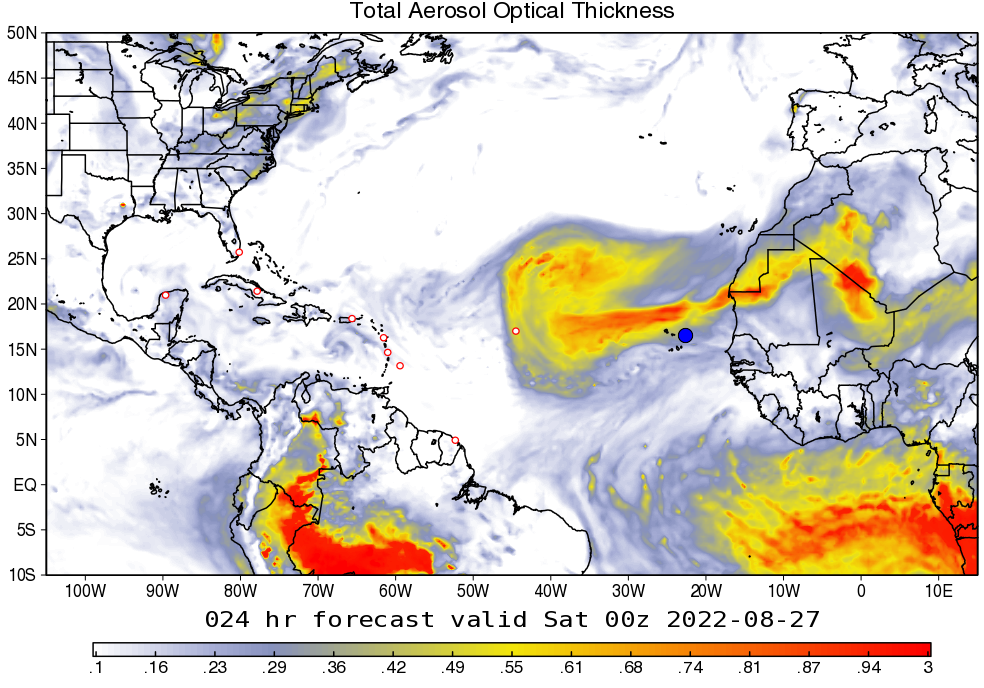 Total Aerosol Optical Thickness
50N
45N
40N
35N
30N
25N
20N
15N
10N
5N
EQ
5S
10S
100W 90W 80W 70W 60W 50W 40W 30W 20W 10W 0 10E
024 hr forecast valid Sat 00z 2022-08-27
.1 .16 .23 .29 .36 .42 .49 .55 .61 .68 .74 .81 .87 .94 3